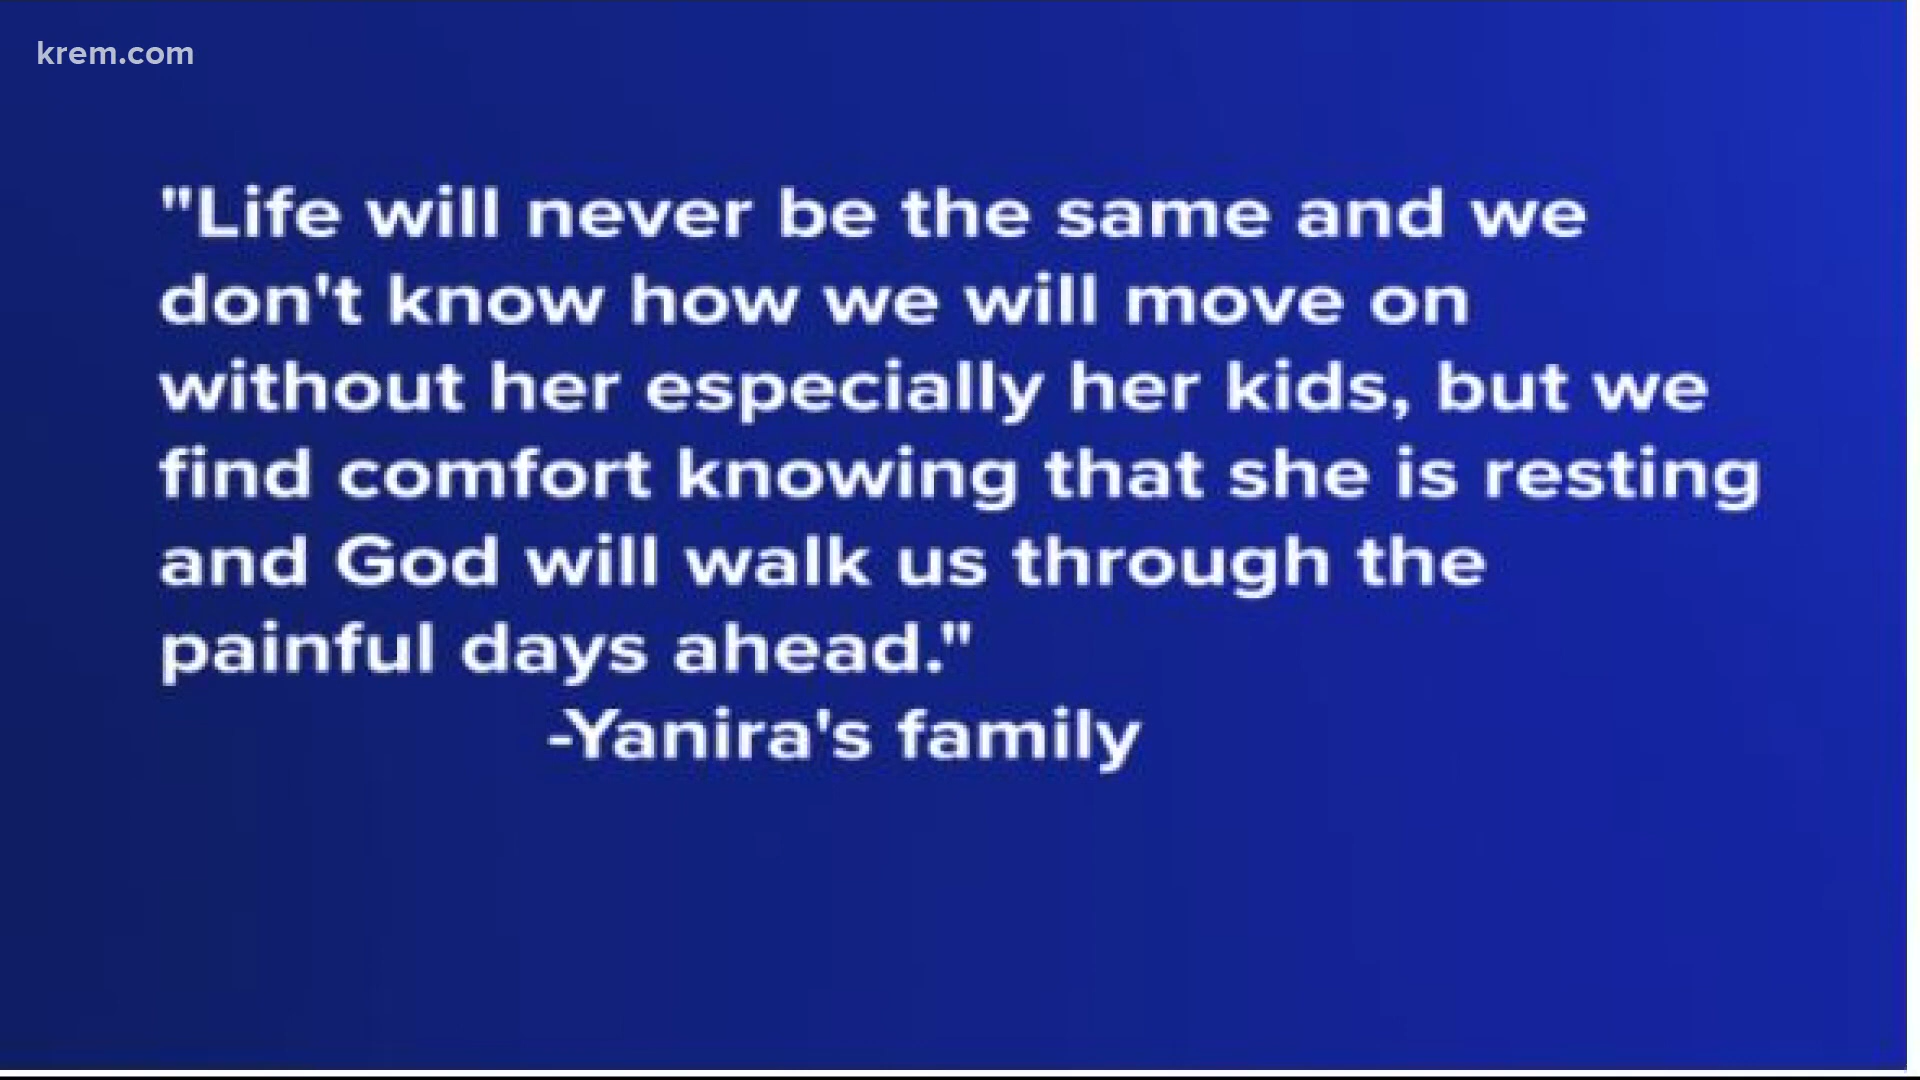 krem.com
"Life will never be the same and we
don't know how we will move on
without her especially her kids, but we
find comfort knowing that she is resting
and God will walk us through the
painful days ahead."
-Yanira's family